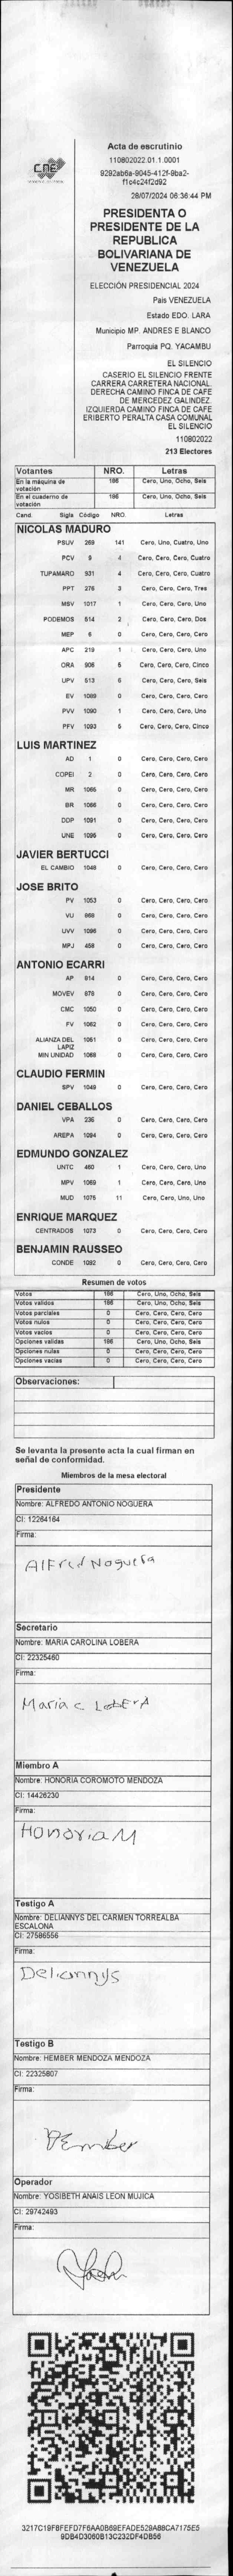 CNE
Acta de escrutinio
110802022.01.1.0001
9292ab6a-9045-412f-9ba2-
f1c4c24f2d92
28/07/2024 06:36:44 PM
PRESIDENTA O
PRESIDENTE DE LA
REPUBLICA
BOLIVARIANA DE
VENEZUELA
ELECCIÓN PRESIDENCIAL 2024
País VENEZUELA
Estado EDO. LARA
Municipio MP. ANDRES E BLANCO
Parroquia PQ. YACAMBU
EL SILENCIO
CASERIO EL SILENCIO FRENTE
CARRERA CARRETERA NACIONAL.
DERECHA CAMINO FINCA DE CAFE
DE MERCEDEZ GALINDEZ.
IZQUIERDA CAMINO FINCA DE CAFE
ERIBERTO PERALTA CASA COMUNAL
EL SILENCIO
110802022
213 Electores
Votantes NRO. Letras
En la máquina de votación 186 Cero, Uno, Ocho, Seis
En el cuaderno de votación 186 Cero, Uno, Ocho, Seis
Cand. Sigla Código NRO. Letras
NICOLAS MADURO
PSUV 269 141 Cero, Uno, Cuatro, Uno
PCV 9 4 Cero, Cero, Cero, Cuatro
TUPAMARO 931 4 Cero, Cero, Cero, Cuatro
PPT 276 3 Cero, Cero, Cero, Tres
MSV 1017 1 Cero, Cero, Cero, Uno
PODEMOS 514 2 Cero, Cero, Cero, Dos
MEP 6 0 Cero, Cero, Cero, Cero
APC 219 1 Cero, Cero, Cero, Uno
ORA 906 5 Cero, Cero, Cero, Cinco
UPV 513 6 Cero, Cero, Cero, Seis
EV 1089 0 Cero, Cero, Cero, Cero
PVV 1090 1 Cero, Cero, Cero, Uno
PFV 1093 5 Cero, Cero, Cero, Cinco
LUIS MARTINEZ
AD 1 0 Cero, Cero, Cero, Cero
COPEI 2 0 Cero, Cero, Cero, Cero
MR 1065 0 Cero, Cero, Cero, Cero
BR 1066 0 Cero, Cero, Cero, Cero
DDP 1091 0 Cero, Cero, Cero, Cero
UNE 1095 0 Cero, Cero, Cero, Cero
JAVIER BERTUCCI
EL CAMBIO 1048 0 Cero, Cero, Cero, Cero
JOSE BRITO
PV 1053 0 Cero, Cero, Cero, Cero
VU 868 0 Cero, Cero, Cero, Cero
UVV 1096 0 Cero, Cero, Cero, Cero
MPJ 458 0 Cero, Cero, Cero, Cero
ANTONIO ECARRI
AP 814 0 Cero, Cero, Cero, Cero
MOVEV 878 0 Cero, Cero, Cero, Cero
CMC 1050 0 Cero, Cero, Cero, Cero
FV 1062 0 Cero, Cero, Cero, Cero
ALIANZA DEL LAPIZ 1051 0 Cero, Cero, Cero, Cero
MIN UNIDAD 1068 0 Cero, Cero, Cero, Cero
CLAUDIO FERMIN
SPV 1049 0 Cero, Cero, Cero, Cero
DANIEL CEBALLOS
VPA 236 0 Cero, Cero, Cero, Cero
AREPA 1094 0 Cero, Cero, Cero, Cero
EDMUNDO GONZALEZ
UNTC 460 1 Cero, Cero, Cero, Uno
MPV 1069 1 Cero, Cero, Cero, Uno
MUD 1075 11 Cero, Cero, Uno, Uno
ENRIQUE MARQUEZ
CENTRADOS 1073 0 Cero, Cero, Cero, Cero
BENJAMIN RAUSSEO
CONDE 1092 0 Cero, Cero, Cero, Cero
Resumen de votos
Votos 186 Cero, Uno, Ocho, Seis
Votos validos 186 Cero, Uno, Ocho, Seis
Votos parciales 0 Cero, Cero, Cero, Cero
Votos nulos 0 Cero, Cero, Cero, Cero
Votos vacios 0 Cero, Cero, Cero, Cero
Opciones validas 186 Cero, Uno, Ocho, Seis
Opciones nulas 0 Cero, Cero, Cero, Cero
Opciones vacias 0 Cero, Cero, Cero, Cero
Observaciones:
Se levanta la presente acta la cual firman en
señal de conformidad.
Miembros de la mesa electoral
Presidente
Nombre: ALFREDO ANTONIO NOGUERA
CI: 12264164
Firma:
AlFred Noguera
Secretario
Nombre: MARIA CAROLINA LOBERA
CI: 22325460
Firma:
Maria C LobErA
Miembro A
Nombre: HONORIA COROMOTO MENDOZA
CI: 14426230
Firma:
Honoria M
Testigo A
Nombre: DELIANNYS DEL CARMEN TORREALBA
ESCALONA
CI: 27586556
Firma:
Deliannys
Testigo B
Nombre: HEMBER MENDOZA MENDOZA
CI: 22325807
Firma:
Hember
Operador
Nombre: YOSIBETH ANAIS LEON MUJICA
CI: 29742493
Firma:
3217C19F8FEFD7F6AA0B69EFADE529A88CA7175E5
9DB4D3060B13C232DF4DB56